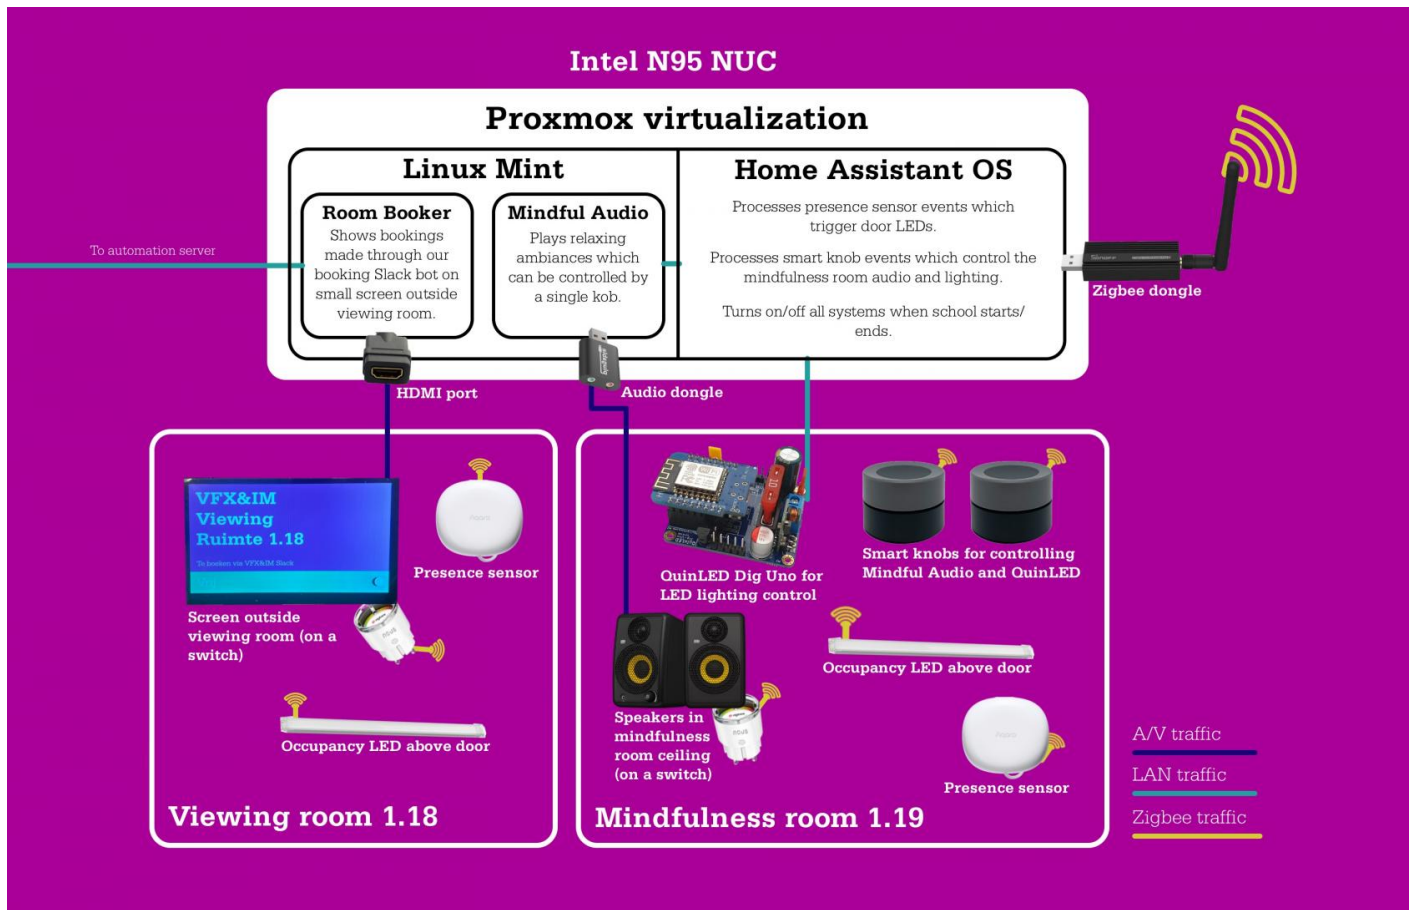 Intel N95 NUC
Proxmox virtualization
Linux Mint
Room Booker
Shows bookings
made through our
booking Slack bot on
small screen outside
viewing room.
Mindful Audio
Plays relaxing
ambiances which
can be controlled by
a single kob.
Home Assistant OS
Processes presence sensor events which
trigger door LEDs.
Processes smart knob events which control the
mindfulness room audio and lighting.
Turns on/off all systems when school starts/
ends.
To automation server
Zigbee dongle
HDMI port
Audio dongle
VFX&IM
Viewing
Ruimte 1.18
To boeken via VFX&IM Slack
Presence sensor
Screen outside
viewing room (on a
switch)
Occupancy LED above door
Viewing room 1.18
QuinLED Dig Uno for
LED lighting control
Smart knobs for controlling
Mindful Audio and QuinLED
Occupancy LED above door
Speakers in
mindfulness
room ceiling
(on a switch)
Presence sensor
Mindfulness room 1.19
A/V traffic
LAN traffic
Zigbee traffic